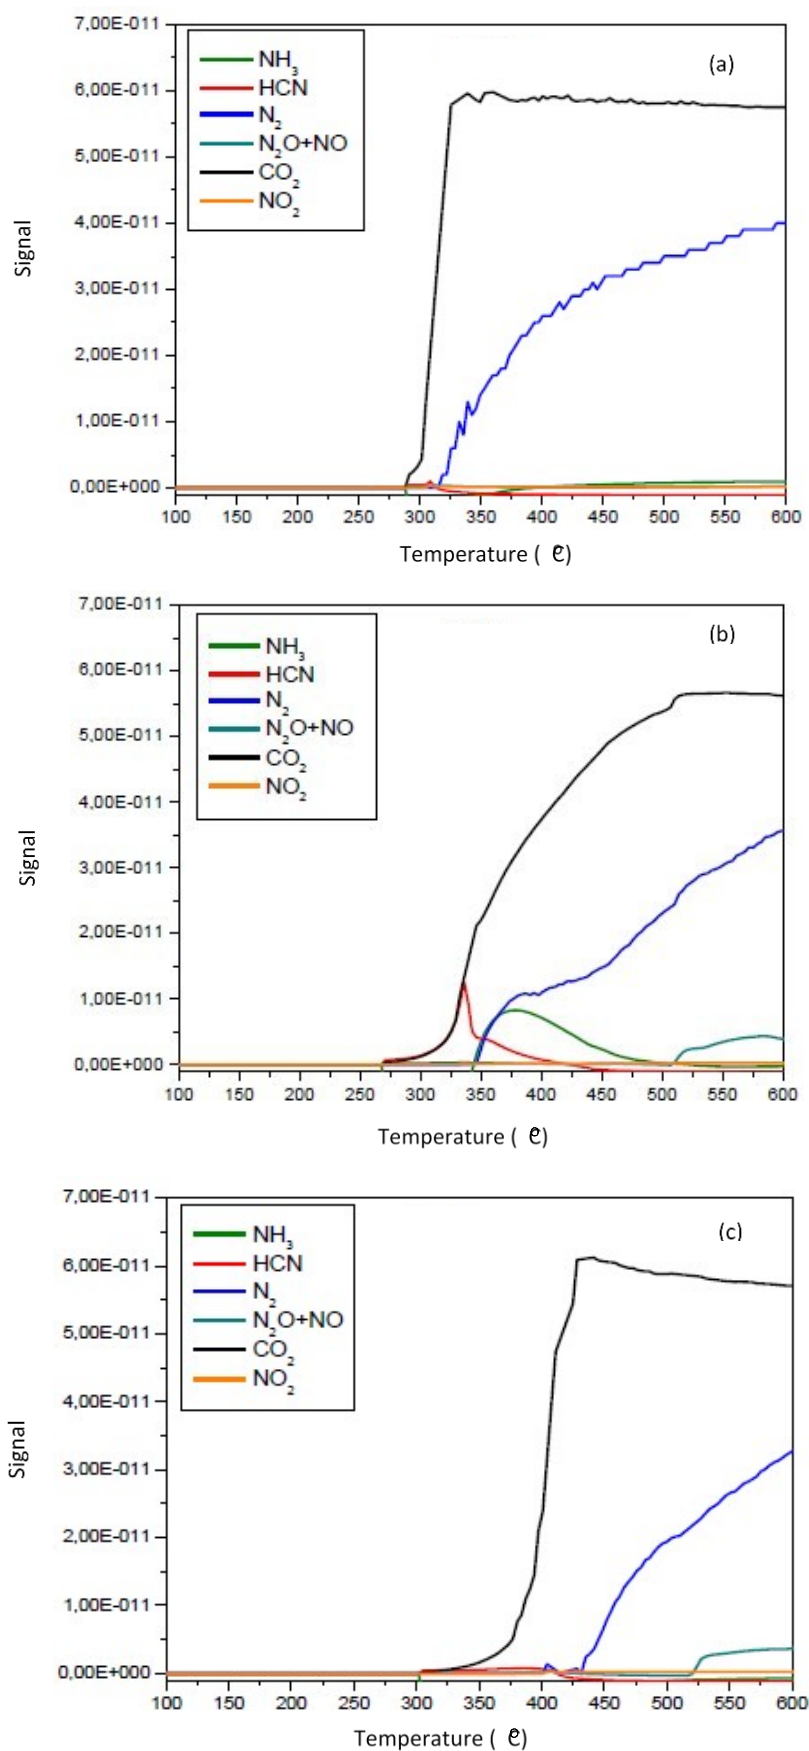 7,00E-011
6,00E-011
5,00E-011
4,00E-011
3,00E-011
2,00E-011
1,00E-011
0,00E+000
Signal
NH3
HCN
N2
N2O+NO
CO2
NO2
(a)
100 150 200 250 300 350 400 450 500 550 600
Temperature ( ºC)
7,00E-011
6,00E-011
5,00E-011
4,00E-011
3,00E-011
2,00E-011
1,00E-011
0,00E+000
Signal
NH3
HCN
N2
N2O+NO
CO2
NO2
(b)
100 150 200 250 300 350 400 450 500 550 600
Temperature ( ºC)
7,00E-011
6,00E-011
5,00E-011
4,00E-011
3,00E-011
2,00E-011
1,00E-011
0,00E+000
Signal
NH3
HCN
N2
N2O+NO
CO2
NO2
(c)
100 150 200 250 300 350 400 450 500 550 600
Temperature ( ºC)